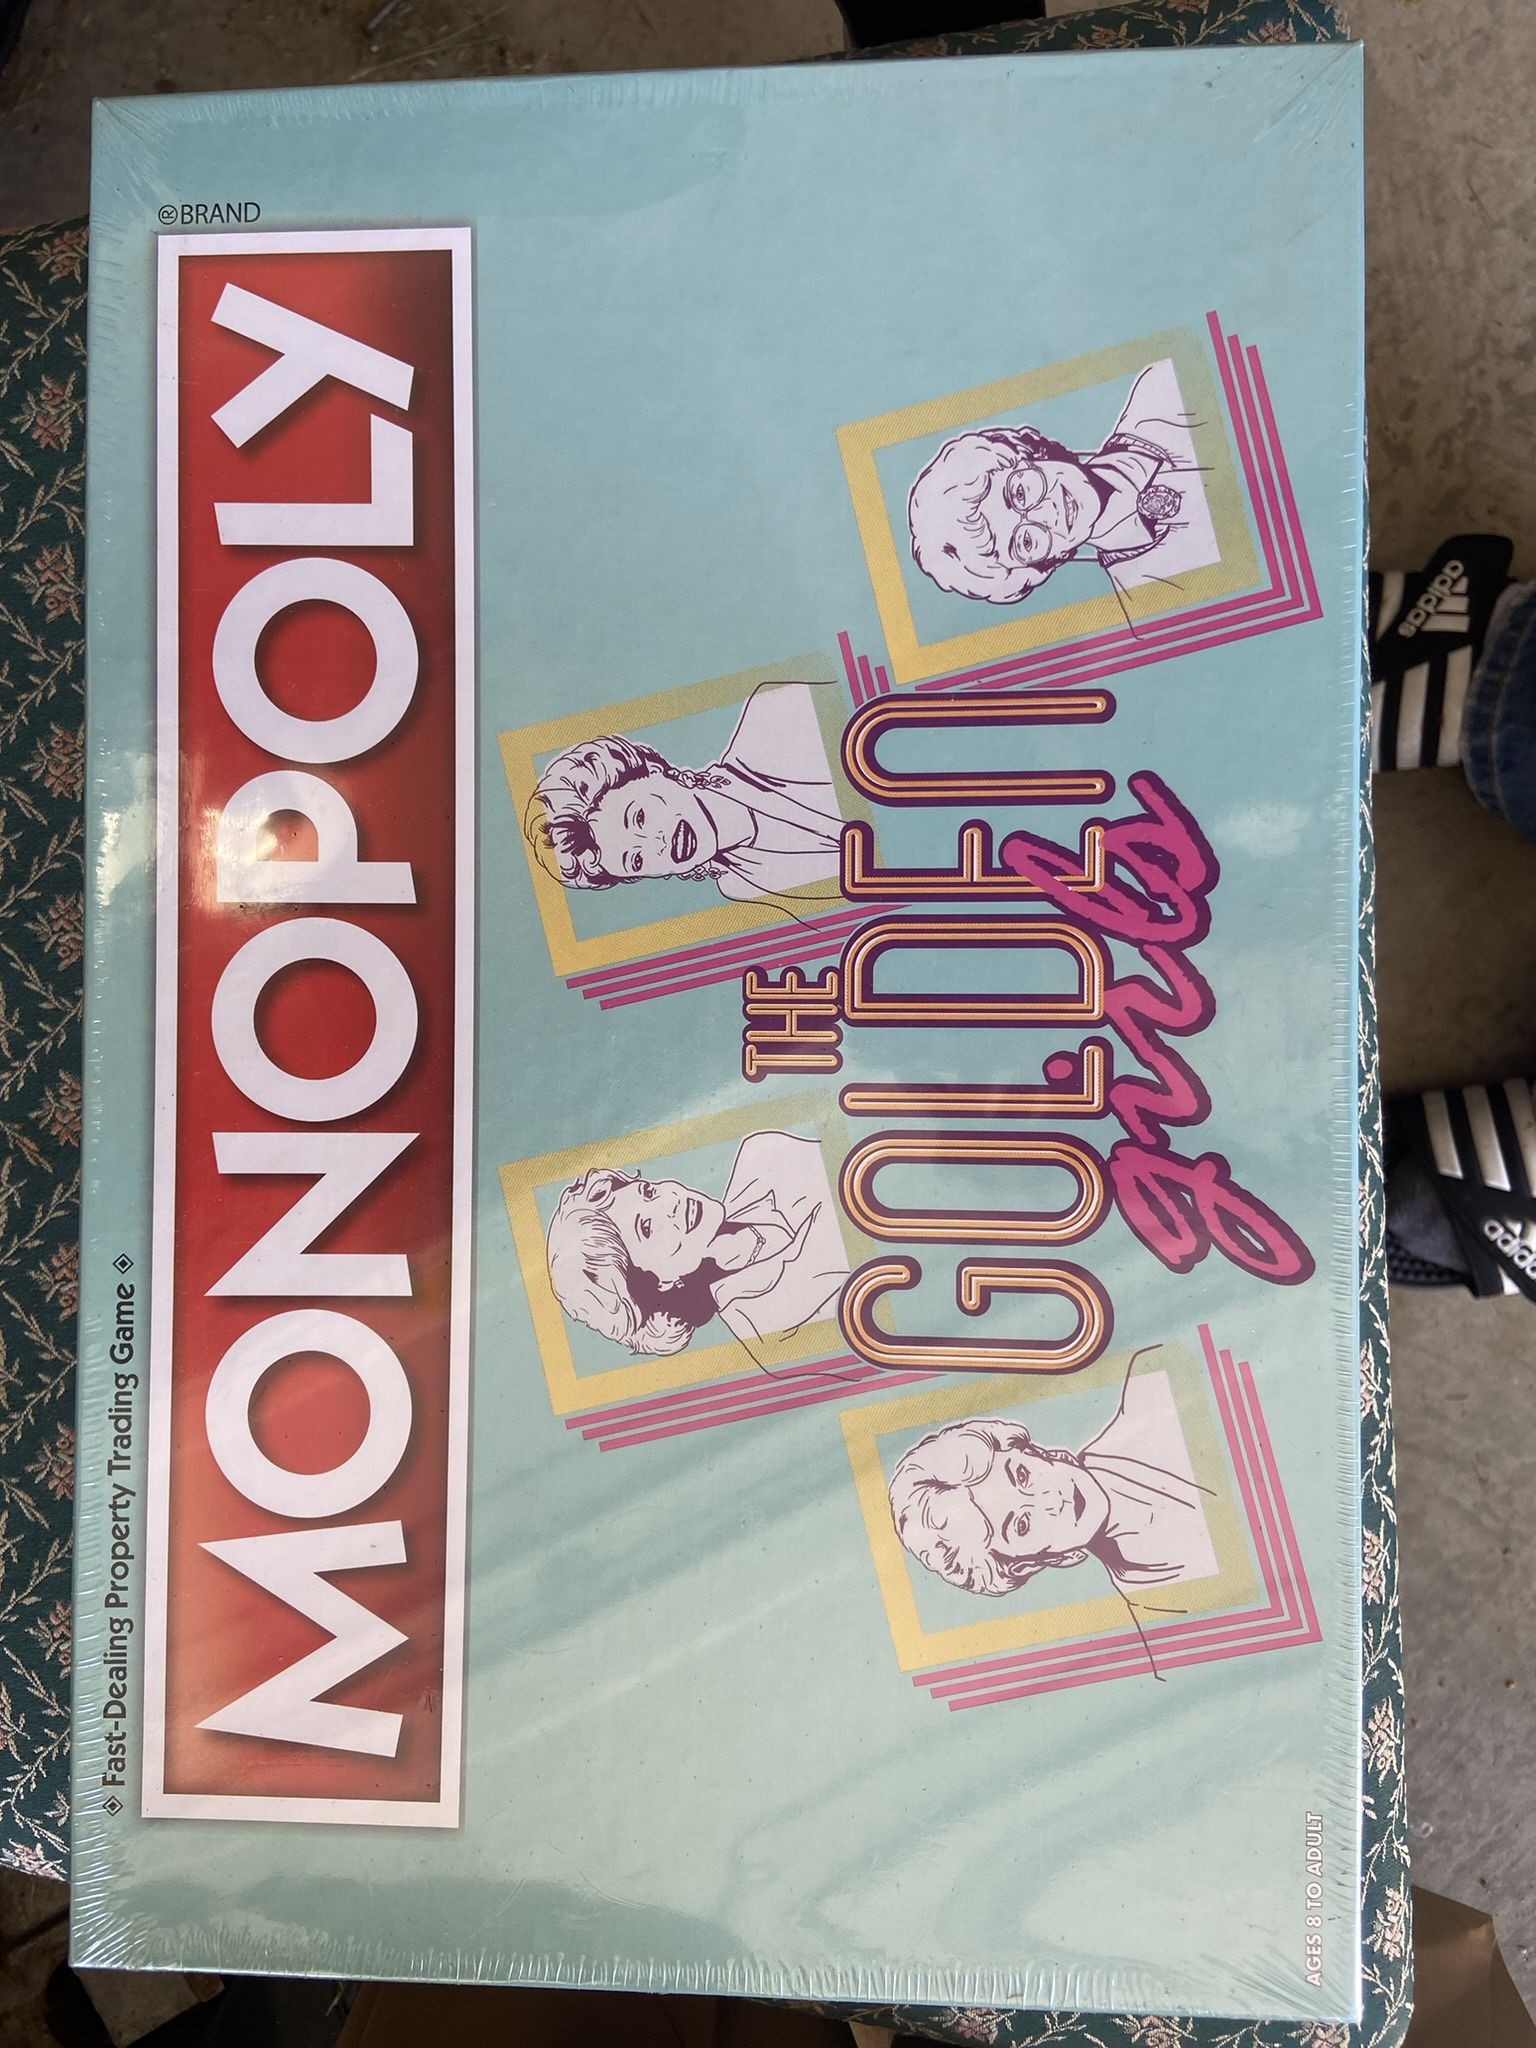 ◈ Fast-Dealing Property Trading Game ◈
MONOPOLY
®BRAND
THE
GOLDEN
girls
AGES 8 TO ADULT
adidas
adidas